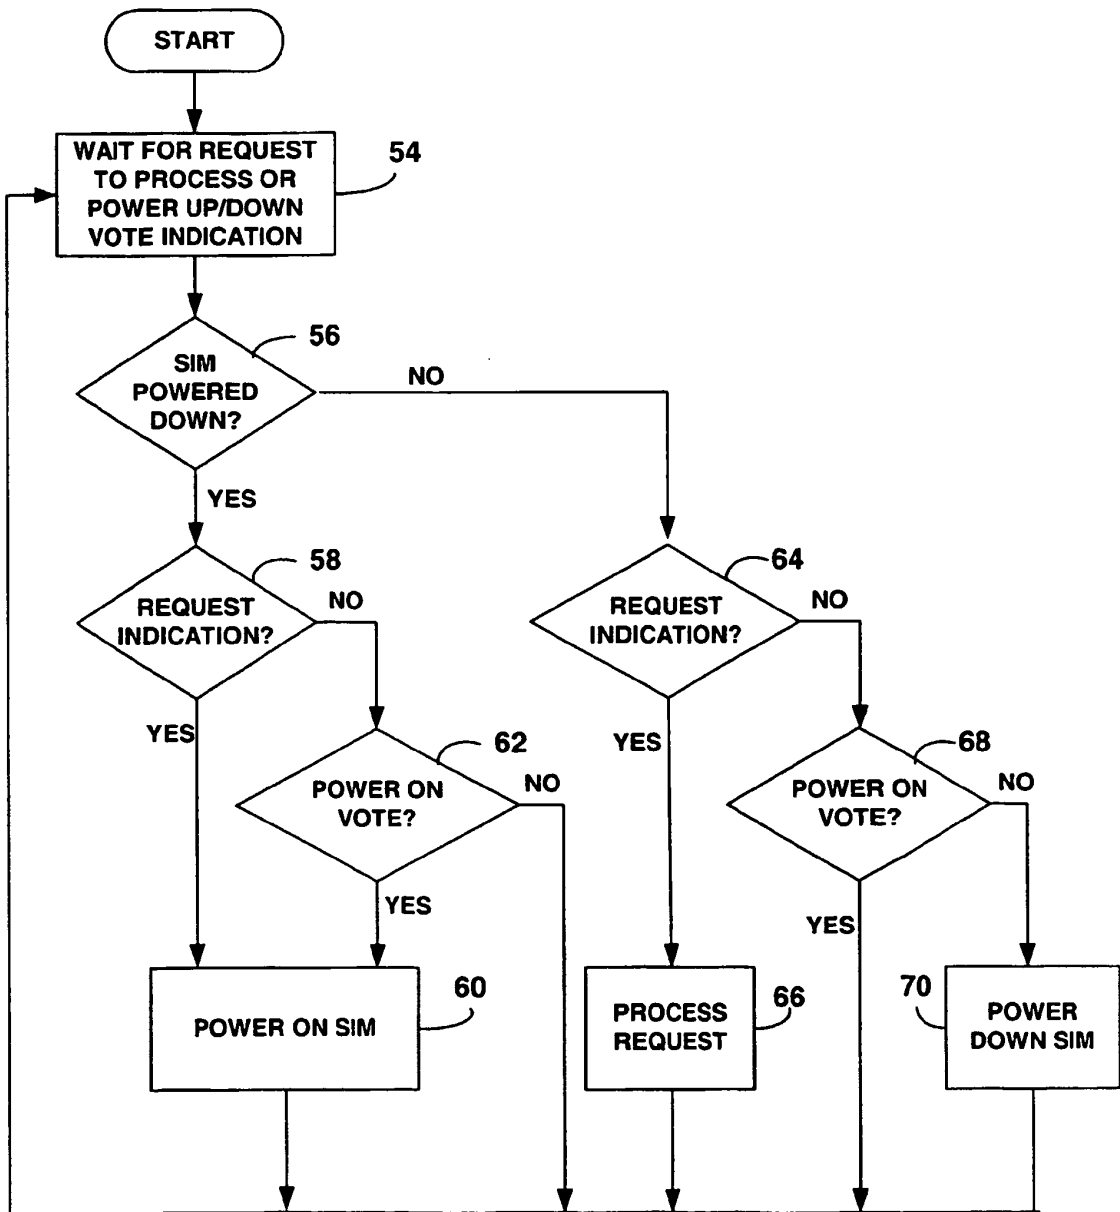 START
WAIT FOR REQUEST
TO PROCESS OR
POWER UP/DOWN
VOTE INDICATION
54
SIM
POWERED
DOWN?
56
NO
YES
REQUEST
INDICATION?
58
NO
YES
REQUEST
INDICATION?
64
NO
YES
POWER ON
VOTE?
62
NO
YES
POWER ON
VOTE?
68
NO
YES
POWER ON SIM
60
PROCESS
REQUEST
66
POWER
DOWN SIM
70